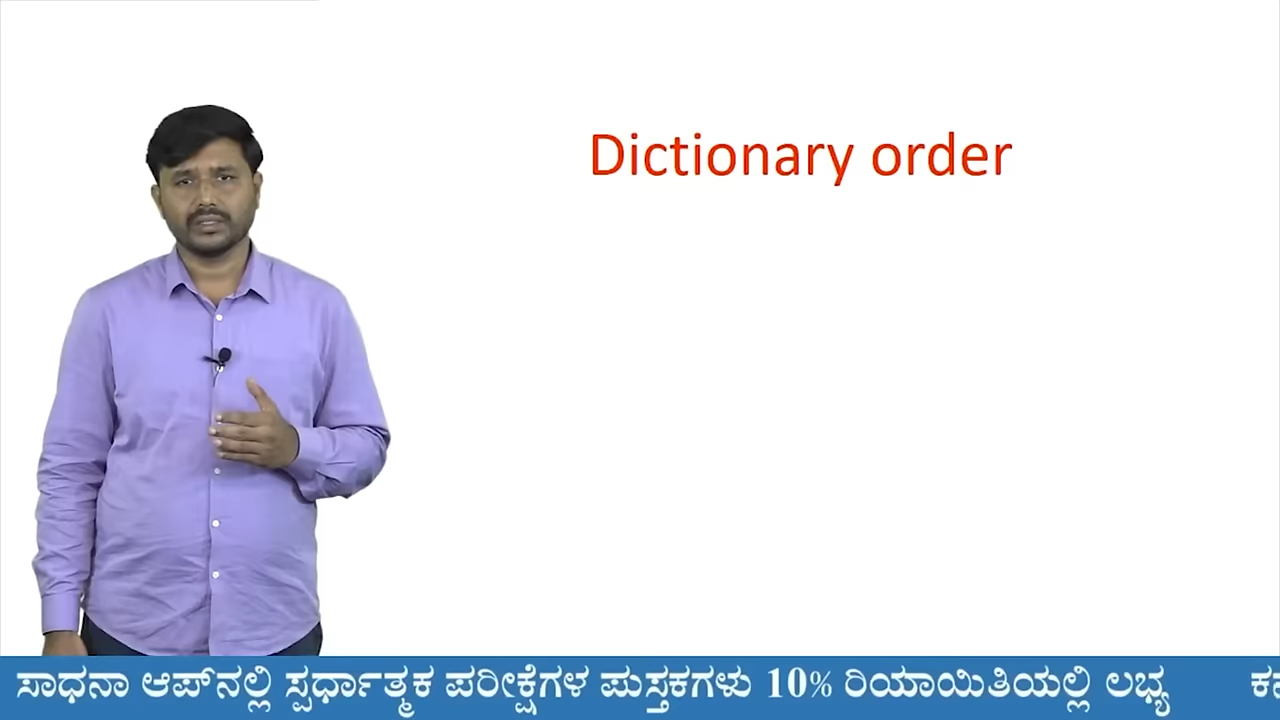 Dictionary order
ಸಾಧನಾ ಆಪ್‌ನಲ್ಲಿ ಸ್ಪರ್ಧಾತ್ಮಕ ಪರೀಕ್ಷೆಗಳ ಪುಸ್ತಕಗಳು 10% ರಿಯಾಯಿತಿಯಲ್ಲಿ ಲಭ್ಯ